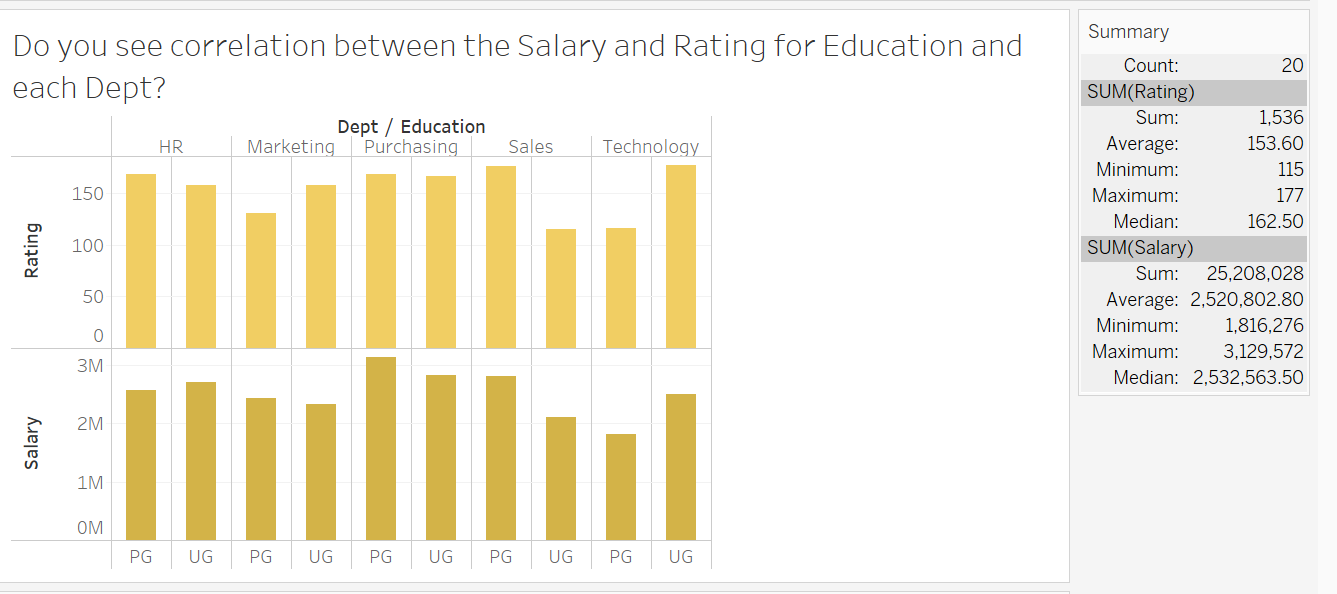 Do you see correlation between the Salary and Rating for Education and
each Dept?
Dept / Education
HR Marketing Purchasing Sales Technology
Rating
150
100
50
0
Salary
3M
2M
1M
0M
PG UG PG UG PG UG PG UG PG UG
Summary
Count: 20
SUM(Rating)
Sum: 1,536
Average: 153.60
Minimum: 115
Maximum: 177
Median: 162.50
SUM(Salary)
Sum: 25,208,028
Average: 2,520,802.80
Minimum: 1,816,276
Maximum: 3,129,572
Median: 2,532,563.50